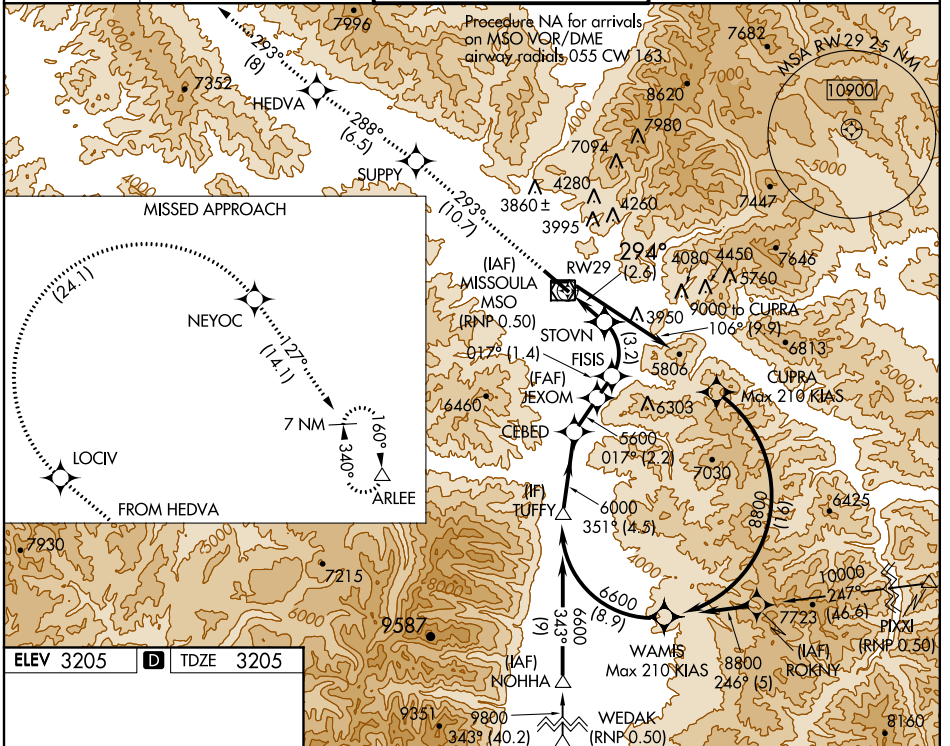 7996
Procedure NA for arrivals
on MSO VOR/DME
airway radials 055 CW 163.
7682
MSA RW29 25 NM
10900
293°
(8)
7352
HEDVA
288°
(6.5)
SUPPY
293°
(10.7)
7000
8620
7980
7094
4280
3860 ±
3995
4260
5000
7447
4000
MISSED APPROACH
(24.1)
NEYOC
127°
(14.1)
7 NM
340°
160°
ARLEE
LOCIV
FROM HEDVA
(IAF)
MISSOULA
MSO
(RNP 0.50)
RW29
294°
(2.6)
4080
4450
5760
7646
9000 to CUPRA
106° (9.9)
3950
STOVN
(3.2)
017° (1.4)
FISIS
5806
6813
5000
(FAF)
JEXOM
CUPRA
Max 210 KIAS
6460
6303
CEBED
5600
017° (2.2)
7030
(IF)
TUFFY
6000
351° (4.5)
8800
(16)
6425
7930
5000
7215
8000
4000
6600
(8.9)
10000
247°
(46.6)
7723
PIXXI
(RNP 0.50)
9587
6600
343°
(9)
WAMIS
Max 210 KIAS
8800
246° (5)
(IAF)
ROKNY
ELEV 3205
D
TDZE 3205
(IAF)
NOHHA
9351
9800
343° (40.2)
WEDAK
(RNP 0.50)
8160